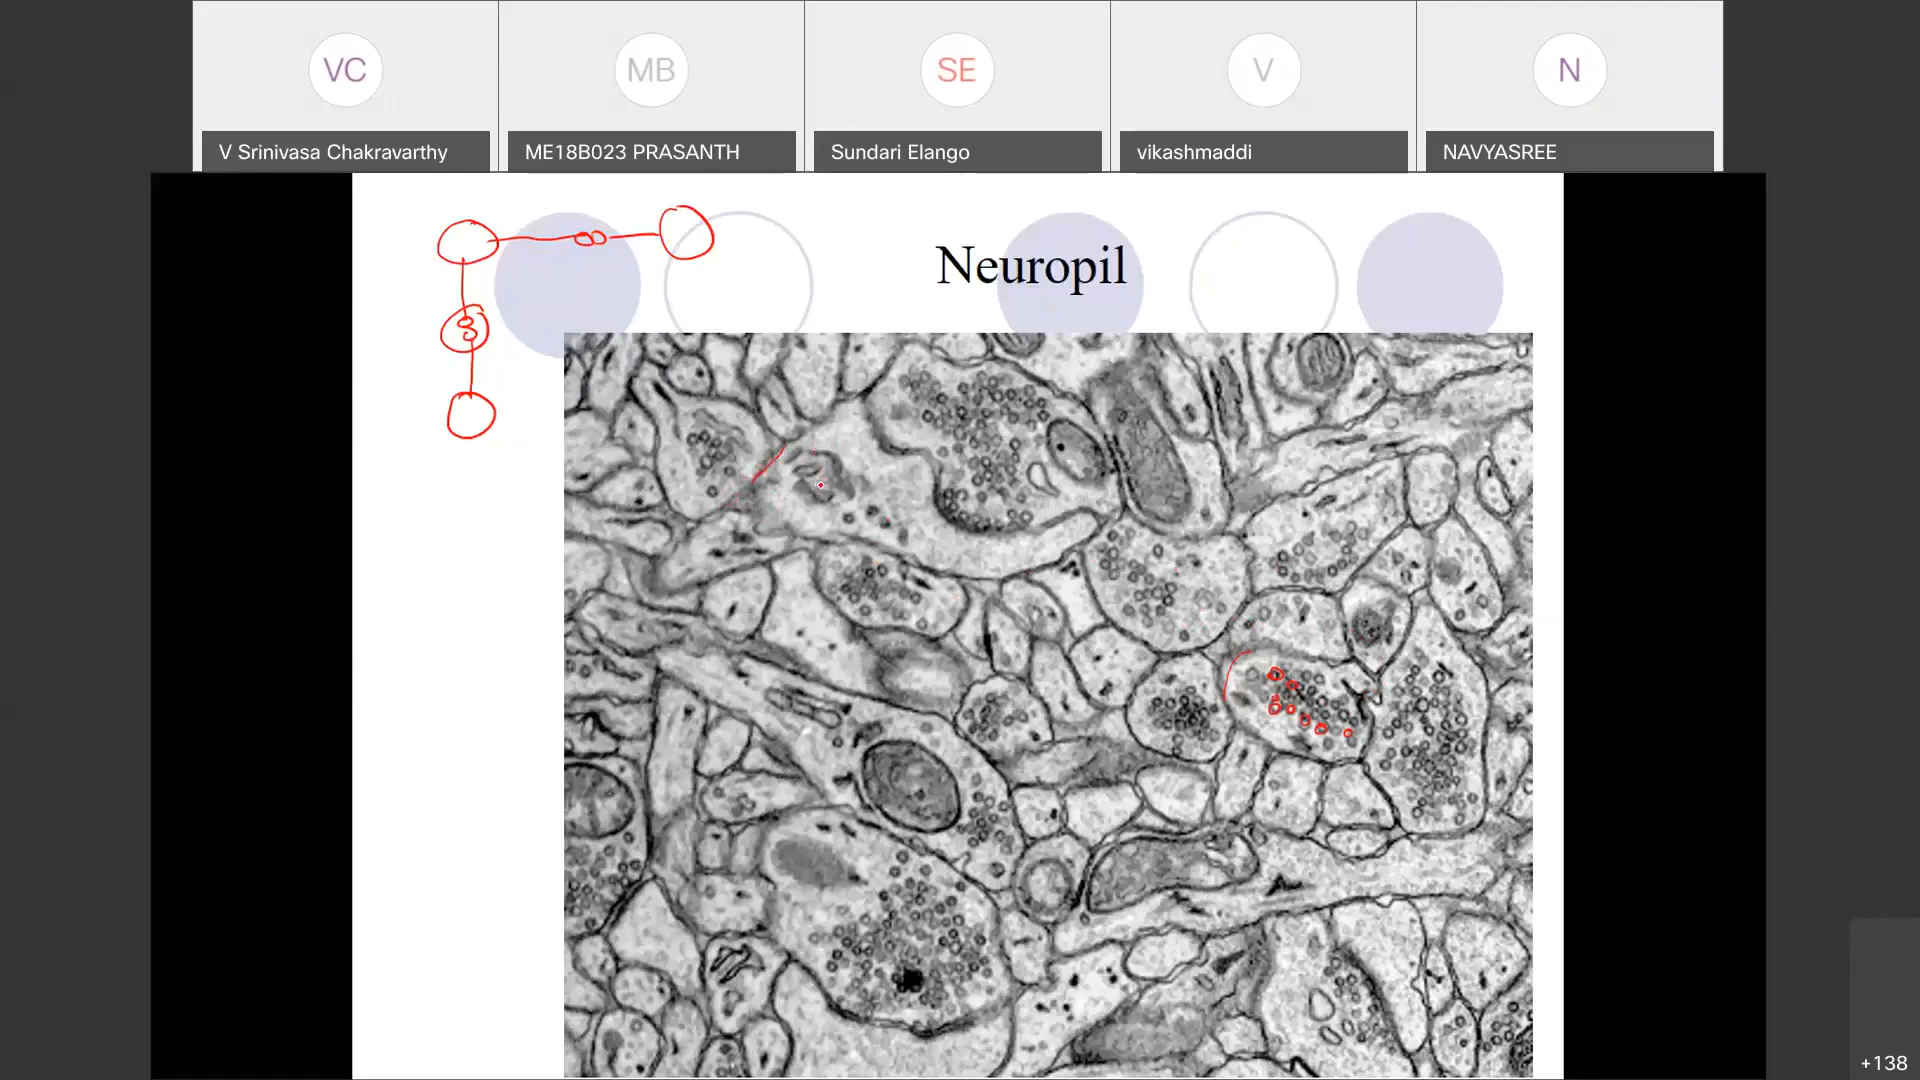 VC
MB
SE
V
N
V Srinivasa Chakravarthy
ME18B023 PRASANTH
Sundari Elango
vikashmaddi
NAVYASREE
Neuropil
+138